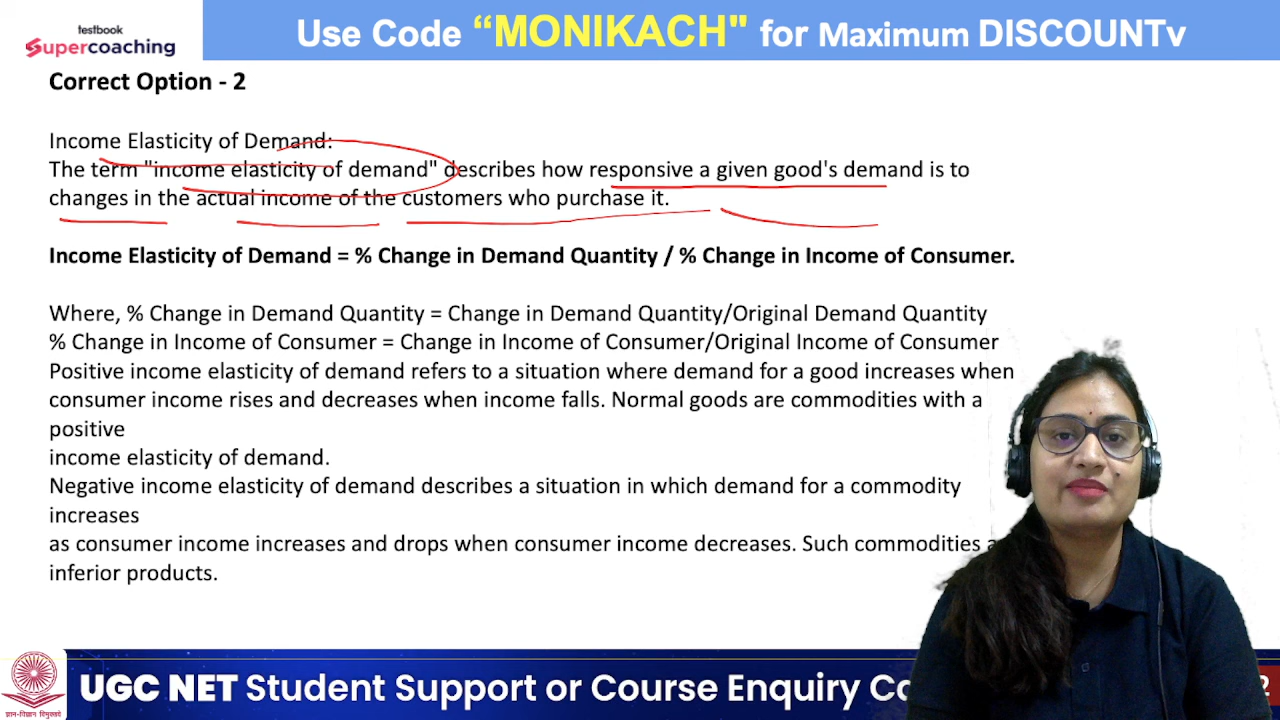 testbook
Supercoaching
Use Code “MONIKACH" for Maximum DISCOUNTv
Correct Option - 2
Income Elasticity of Demand:
The term "income elasticity of demand" describes how responsive a given good's demand is to
changes in the actual income of the customers who purchase it.
Income Elasticity of Demand = % Change in Demand Quantity / % Change in Income of Consumer.
Where, % Change in Demand Quantity = Change in Demand Quantity/Original Demand Quantity
% Change in Income of Consumer = Change in Income of Consumer/Original Income of Consumer
Positive income elasticity of demand refers to a situation where demand for a good increases when
consumer income rises and decreases when income falls. Normal goods are commodities with a
positive
income elasticity of demand.
Negative income elasticity of demand describes a situation in which demand for a commodity
increases
as consumer income increases and drops when consumer income decreases. Such commodities
inferior products.
UGC NET Student Support or Course Enquiry
ज्ञान-विज्ञान विमुक्तये
2